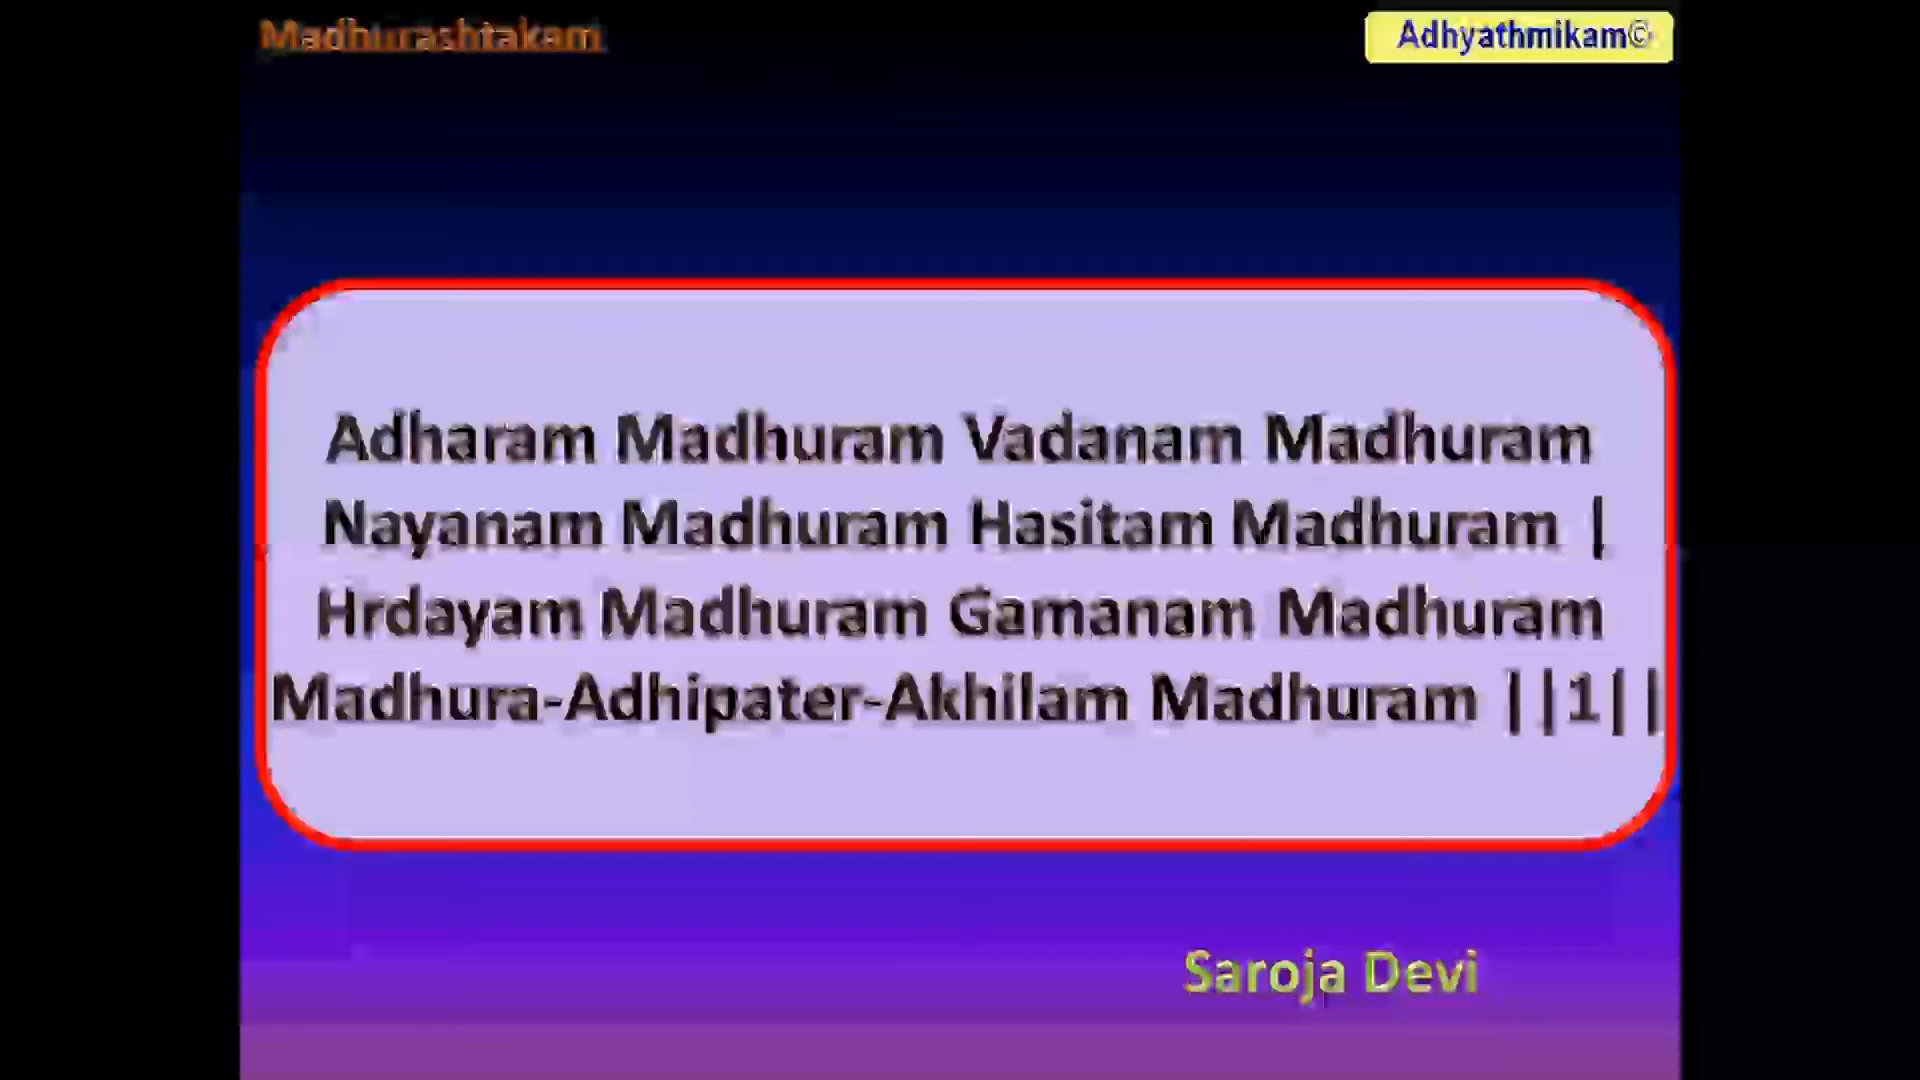 Madhurashtakam
Adhyathmikam©
Adharam Madhuram Vadanam Madhuram
Nayanam Madhuram Hasitam Madhuram |
Hrdayam Madhuram Gamanam Madhuram
Madhura-Adhipater-Akhilam Madhuram ||1||
Saroja Devi